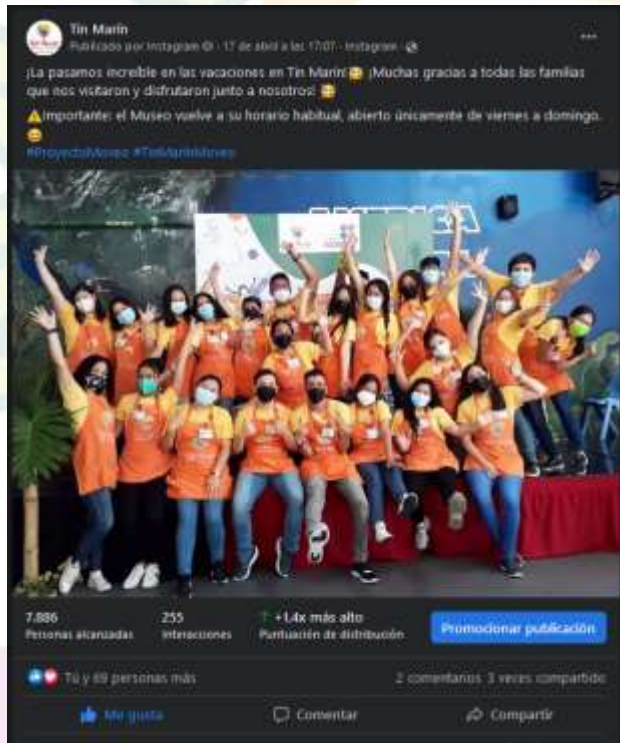 Tin Marín
Publicado por Instagram · 17 de abril a las 17:07 · Instagram ·
¡La pasamos increíble en las vacaciones en Tin Marín! ¡Muchas gracias a todas las familias
que nos visitaron y disfrutaron junto a nosotros!
Importante: el Museo vuelve a su horario habitual, abierto únicamente de viernes a domingo.
#ProyectoMoveo #TinMarínMoveo
7.886
Personas alcanzadas
255
Interacciones
↑ +1,4x más alto
Puntuación de distribución
Promocionar publicación
Tú y 69 personas más
2 comentarios 3 veces compartido
Me gusta
Comentar
Compartir